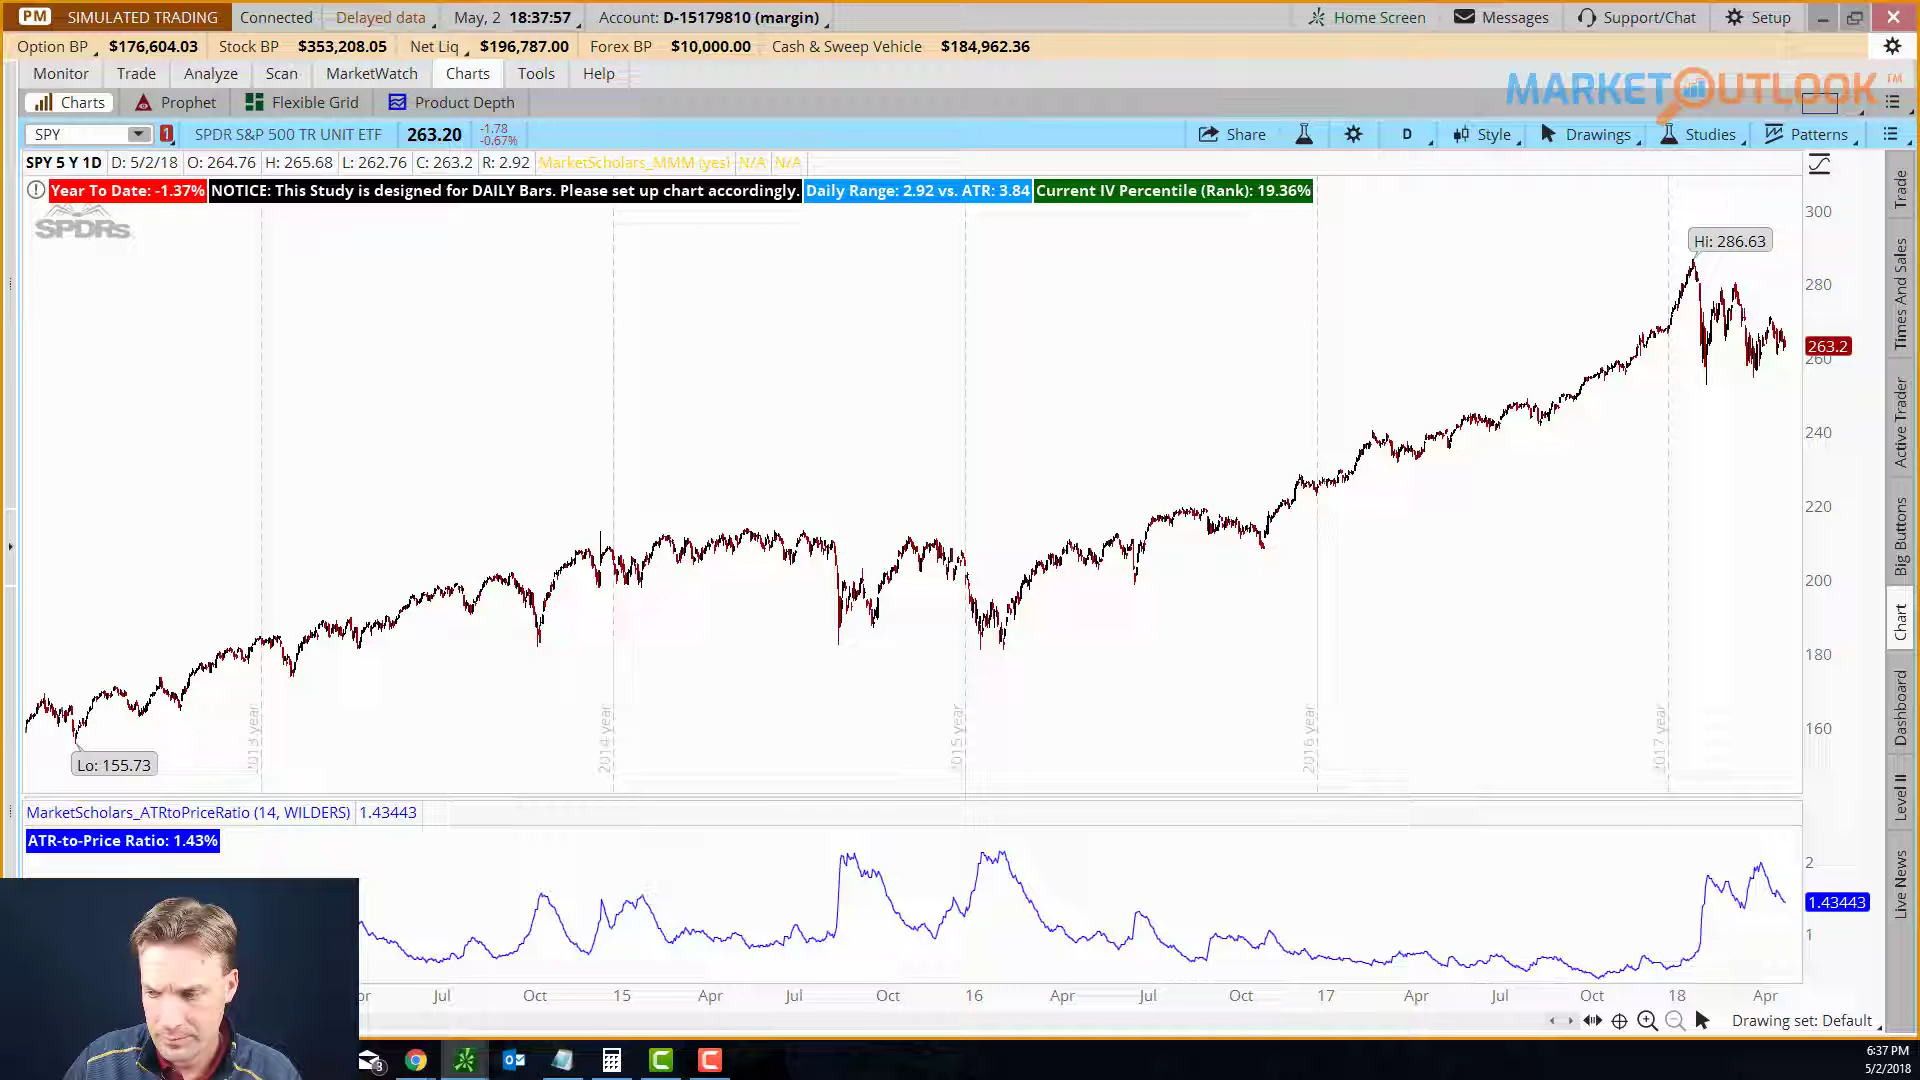 PM SIMULATED TRADING Connected Delayed data May, 2 18:37:57 Account: D-15179810 (margin) Home Screen Messages Support/Chat Setup
Option BP $176,604.03 Stock BP $353,208.05 Net Liq $196,787.00 Forex BP $10,000.00 Cash & Sweep Vehicle $184,962.36
Monitor Trade Analyze Scan MarketWatch Charts Tools Help
MARKETOUTLOOK™
Charts Prophet Flexible Grid Product Depth
SPY 1 SPDR S&P 500 TR UNIT ETF 263.20 -1.78 -0.67% Share D Style Drawings Studies Patterns
SPY 5 Y 1D D: 5/2/18 O: 264.76 H: 265.68 L: 262.76 C: 263.2 R: 2.92 MarketScholars_MMM (yes) N/A N/A
Year To Date: -1.37% NOTICE: This Study is designed for DAILY Bars. Please set up chart accordingly. Daily Range: 2.92 vs. ATR: 3.84 Current IV Percentile (Rank): 19.36%
SPDRs
300
Hi: 286.63
280
263.2
260
240
220
200
180
160
2013 year
2014 year
2015 year
2016 year
2017 year
Lo: 155.73
Trade
Times And Sales
Active Trader
Big Buttons
Chart
Dashboard
Level II
Live News
MarketScholars_ATRtoPriceRatio (14, WILDERS) 1.43443
ATR-to-Price Ratio: 1.43%
2
1.43443
1
Jul Oct 15 Apr Jul Oct 16 Apr Jul Oct 17 Apr Jul Oct 18 Apr
Drawing set: Default
3
6:37 PM
5/2/2018